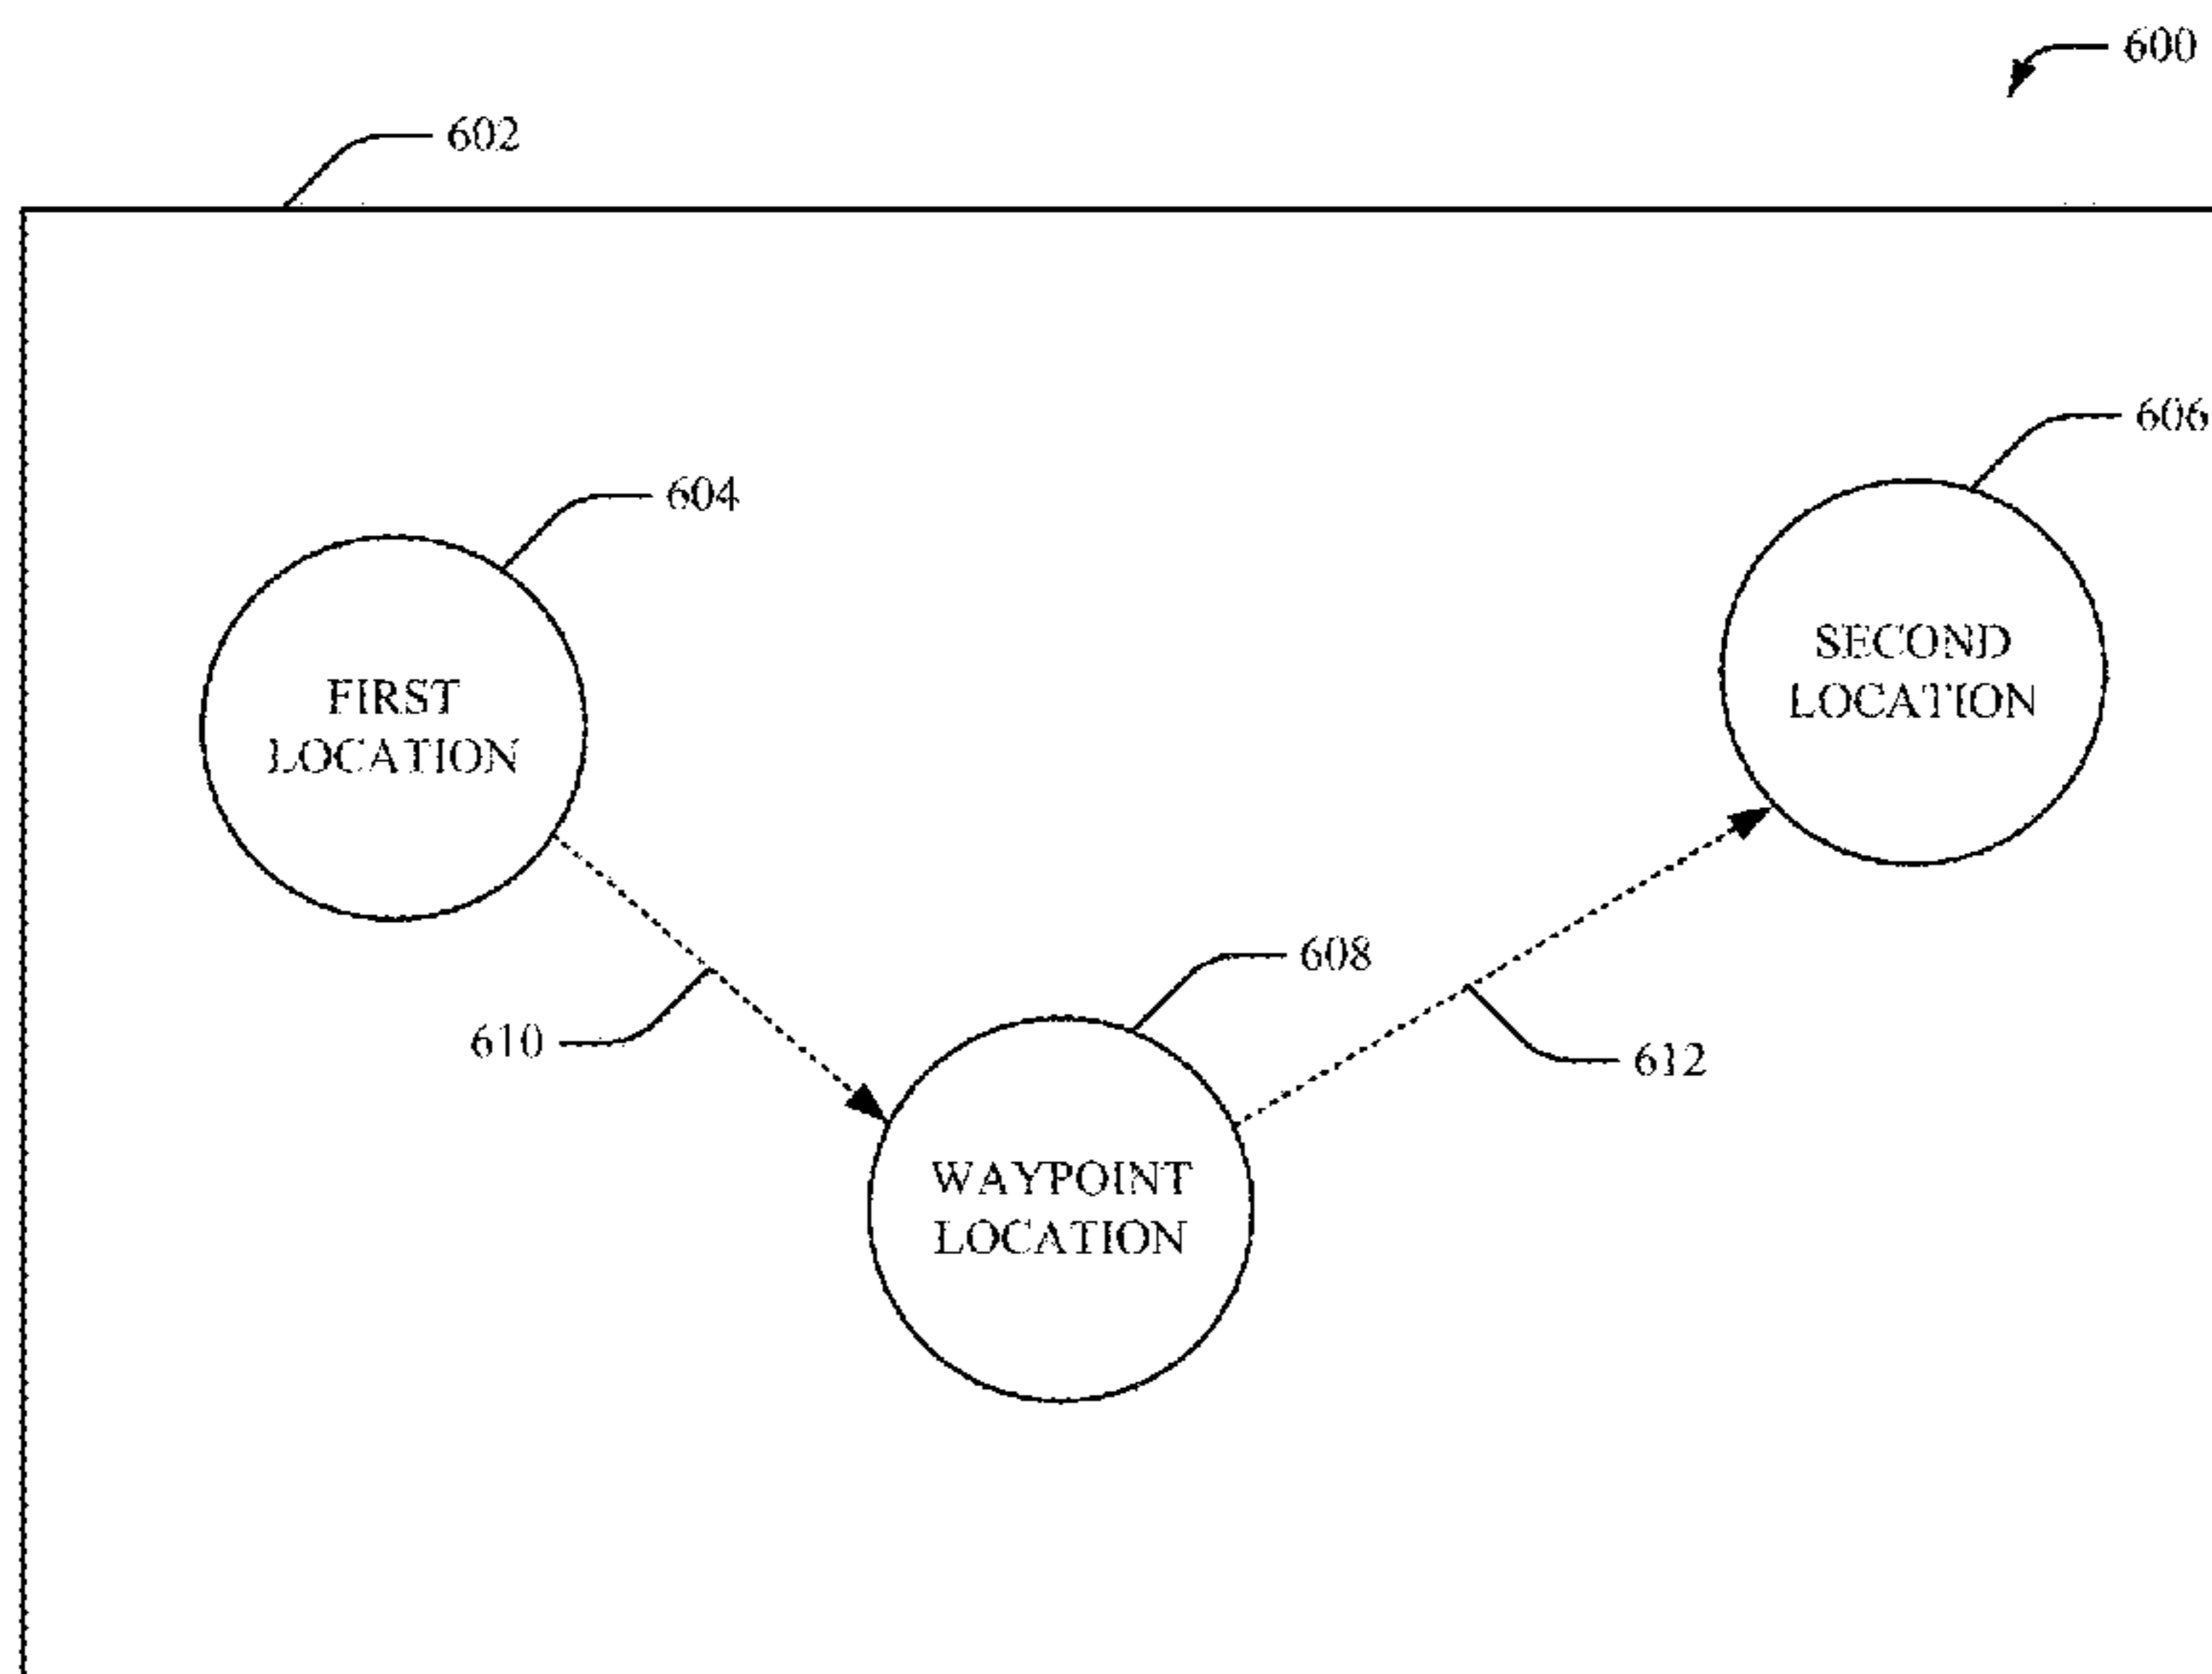 600
602
606
604
SECOND
LOCATION
FIRST
LOCATION
608
610
612
WAYPOINT
LOCATION